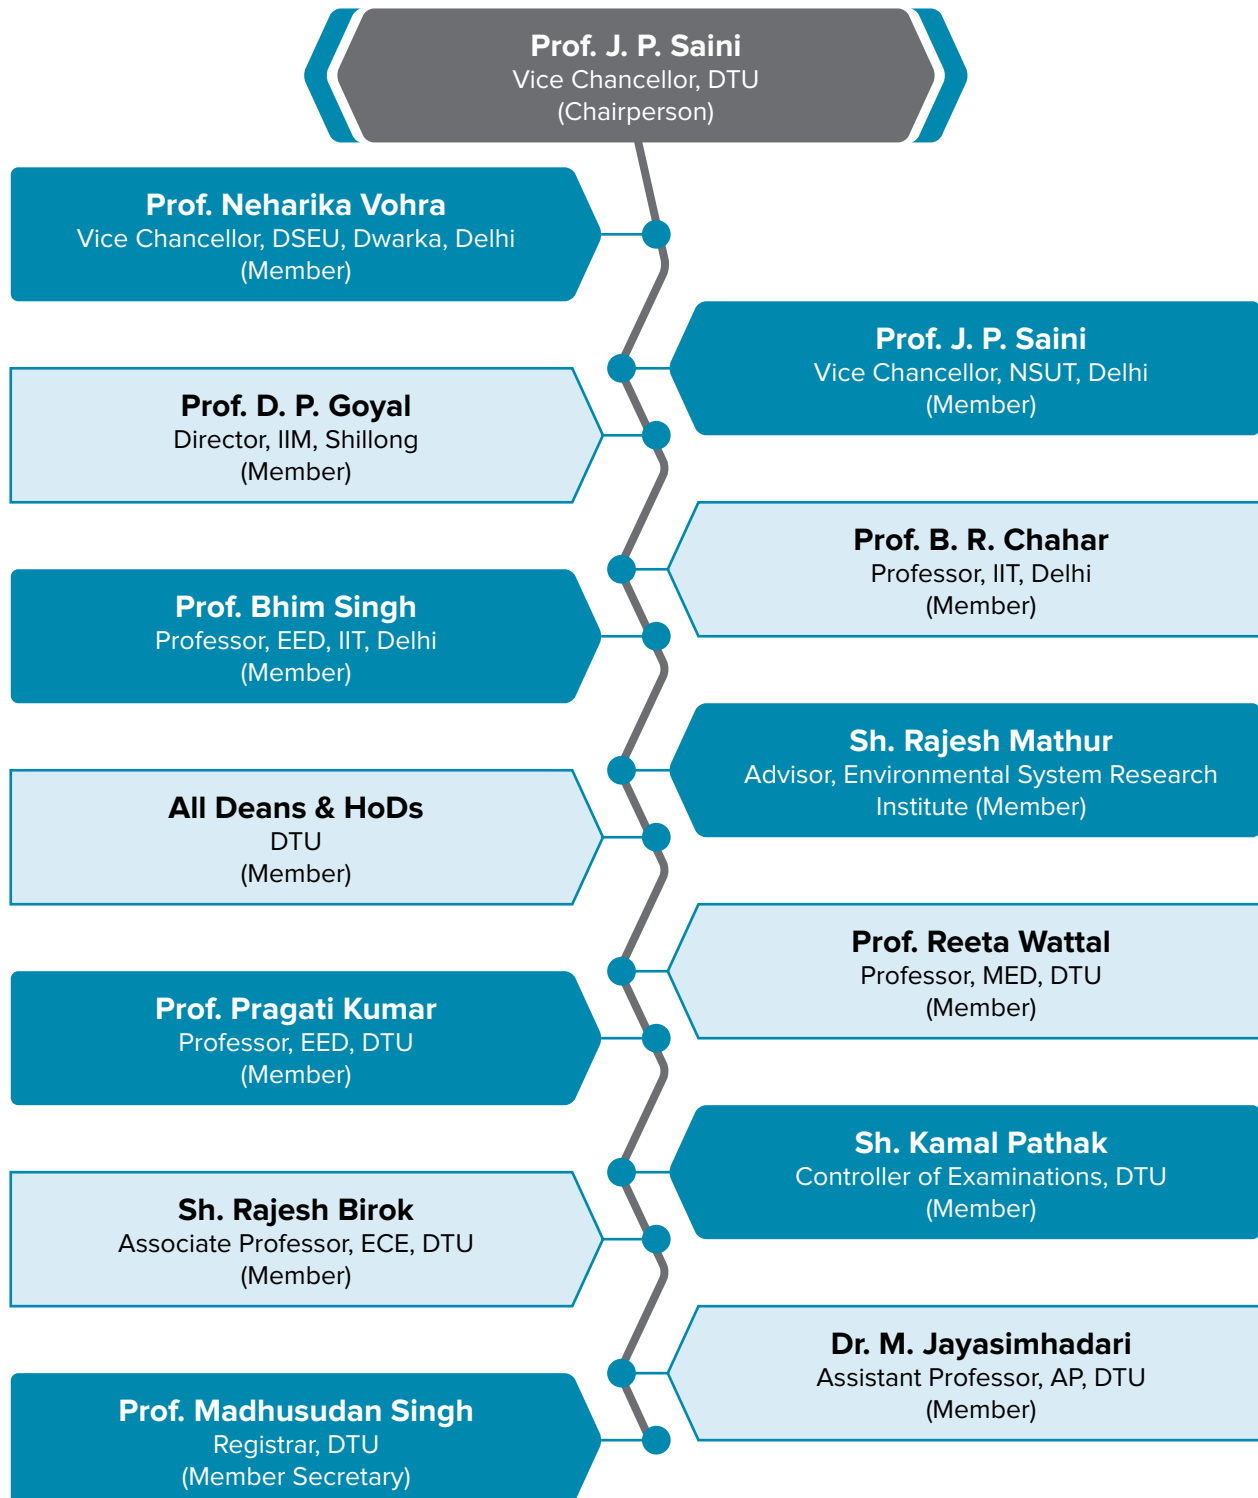 Prof. J. P. Saini
Vice Chancellor, DTU
(Chairperson)
Prof. Neharika Vohra
Vice Chancellor, DSEU, Dwarka, Delhi
(Member)
Prof. J. P. Saini
Vice Chancellor, NSUT, Delhi
(Member)
Prof. D. P. Goyal
Director, IIM, Shillong
(Member)
Prof. B. R. Chahar
Professor, IIT, Delhi
(Member)
Prof. Bhim Singh
Professor, EED, IIT, Delhi
(Member)
Sh. Rajesh Mathur
Advisor, Environmental System Research
Institute (Member)
All Deans & HoDs
DTU
(Member)
Prof. Reeta Wattal
Professor, MED, DTU
(Member)
Prof. Pragati Kumar
Professor, EED, DTU
(Member)
Sh. Kamal Pathak
Controller of Examinations, DTU
(Member)
Sh. Rajesh Birok
Associate Professor, ECE, DTU
(Member)
Dr. M. Jayasimhadari
Assistant Professor, AP, DTU
(Member)
Prof. Madhusudan Singh
Registrar, DTU
(Member Secretary)